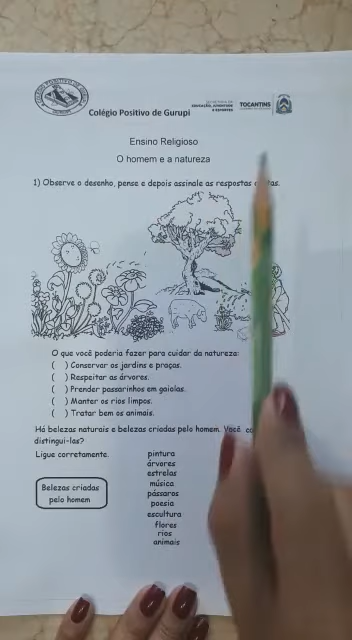 Colégio Positivo de Gurupi
TOCANTINS
Ensino Religioso
O homem e a natureza
1) Observe o desenho, pense e depois assinale as respostas
O que você poderia fazer para cuidar da natureza:
( ) Conservar os jardins e praças.
( ) Respeitar as árvores.
( ) Prender passarinhos em gaiolas.
( ) Manter os rios limpos.
( ) Tratar bem os animais.
Há belezas naturais e belezas criadas pelo homem. Você
distingui-las?
Ligue corretamente.
pintura
árvores
estrelas
música
pássaros
poesia
escultura
flores
rios
animais
Belezas criadas
pelo homem